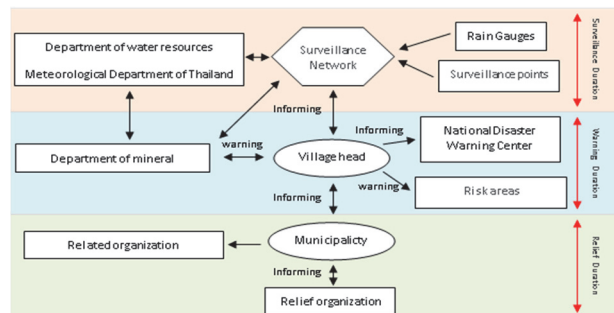 Department of water resources
Meteorological Department of Thailand
Surveillance
Network
Rain Gauges
Surveillance points
Surveillance Duration
Informing
warning
Informing
Department of mineral
Village head
National Disaster
Warning Center
warning
Risk areas
Warning Duration
Informing
Related organization
Municipalicty
Informing
Relief organization
Relief Duration